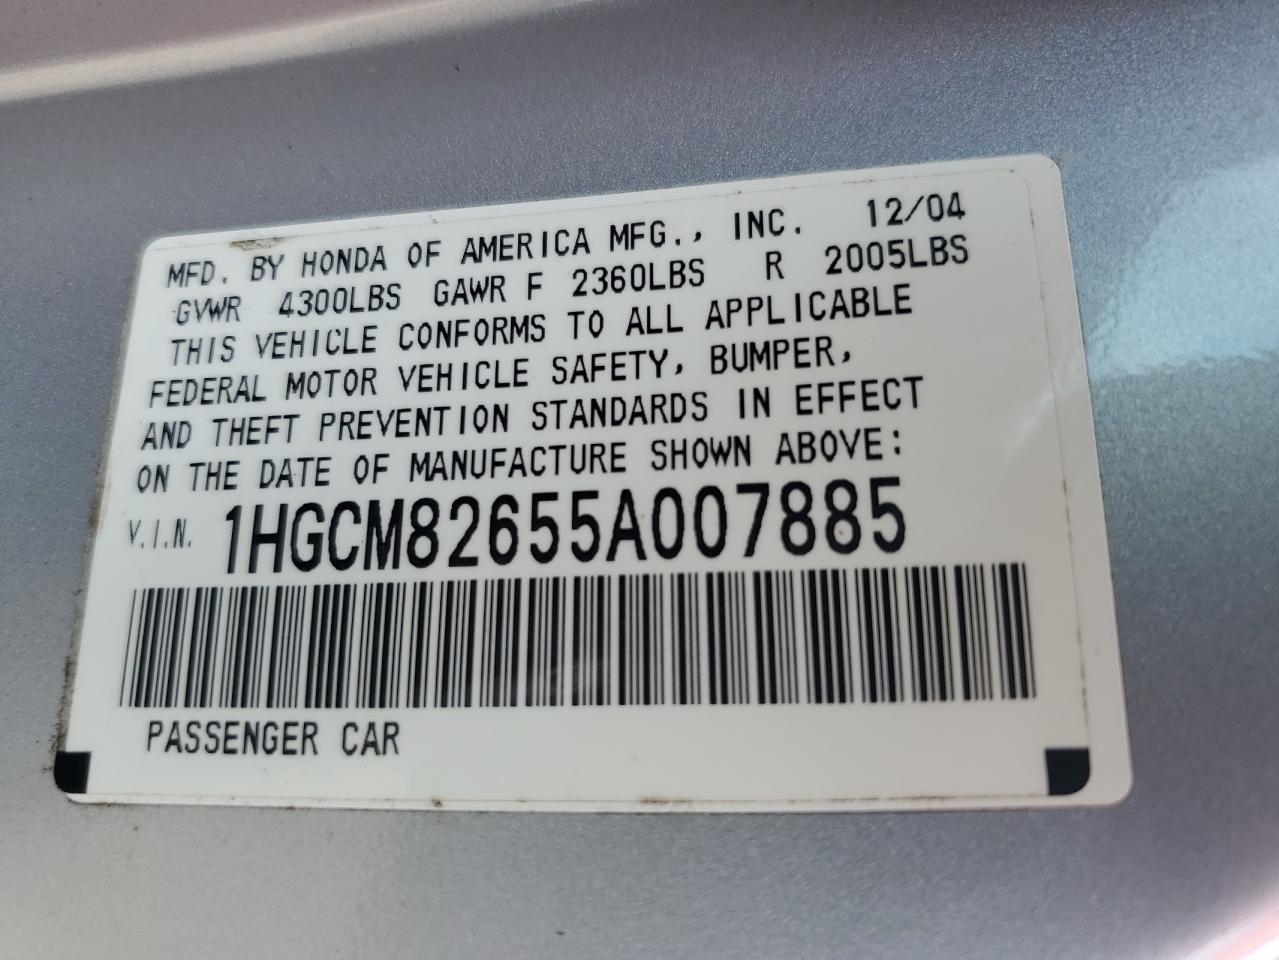 MFD. BY HONDA OF AMERICA MFG., INC. 12/04
GVWR 4300LBS GAWR F 2360LBS R 2005LBS
THIS VEHICLE CONFORMS TO ALL APPLICABLE
FEDERAL MOTOR VEHICLE SAFETY, BUMPER,
AND THEFT PREVENTION STANDARDS IN EFFECT
ON THE DATE OF MANUFACTURE SHOWN ABOVE:
V.I.N. 1HGCM82655A007885
PASSENGER CAR